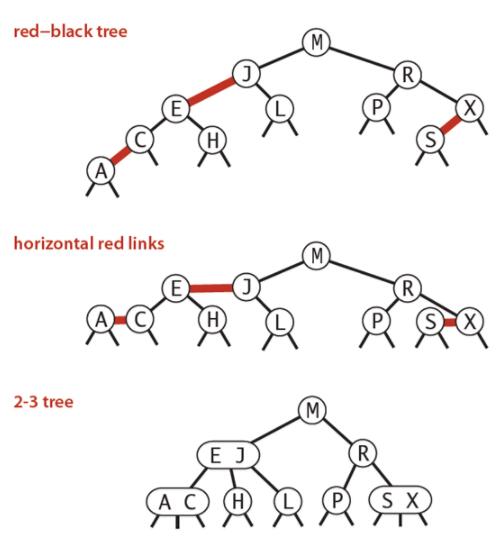 red–black tree
M
J R
E L P X
C H S
A
horizontal red links
M
E J R
A C H L P S X
2-3 tree
M
E J R
A C H L P S X